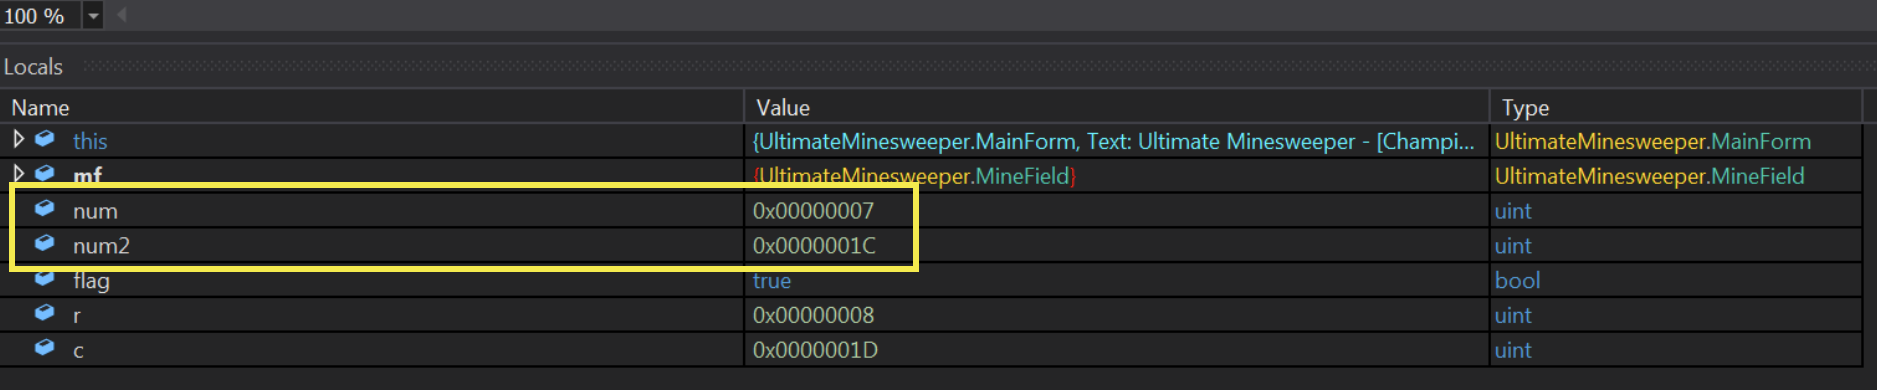 100 %
Locals
Name Value Type
this {UltimateMinesweeper.MainForm, Text: Ultimate Minesweeper - [Champi... UltimateMinesweeper.MainForm
mf {UltimateMinesweeper.MineField} UltimateMinesweeper.MineField
num 0x00000007 uint
num2 0x0000001C uint
flag true bool
r 0x00000008 uint
c 0x0000001D uint